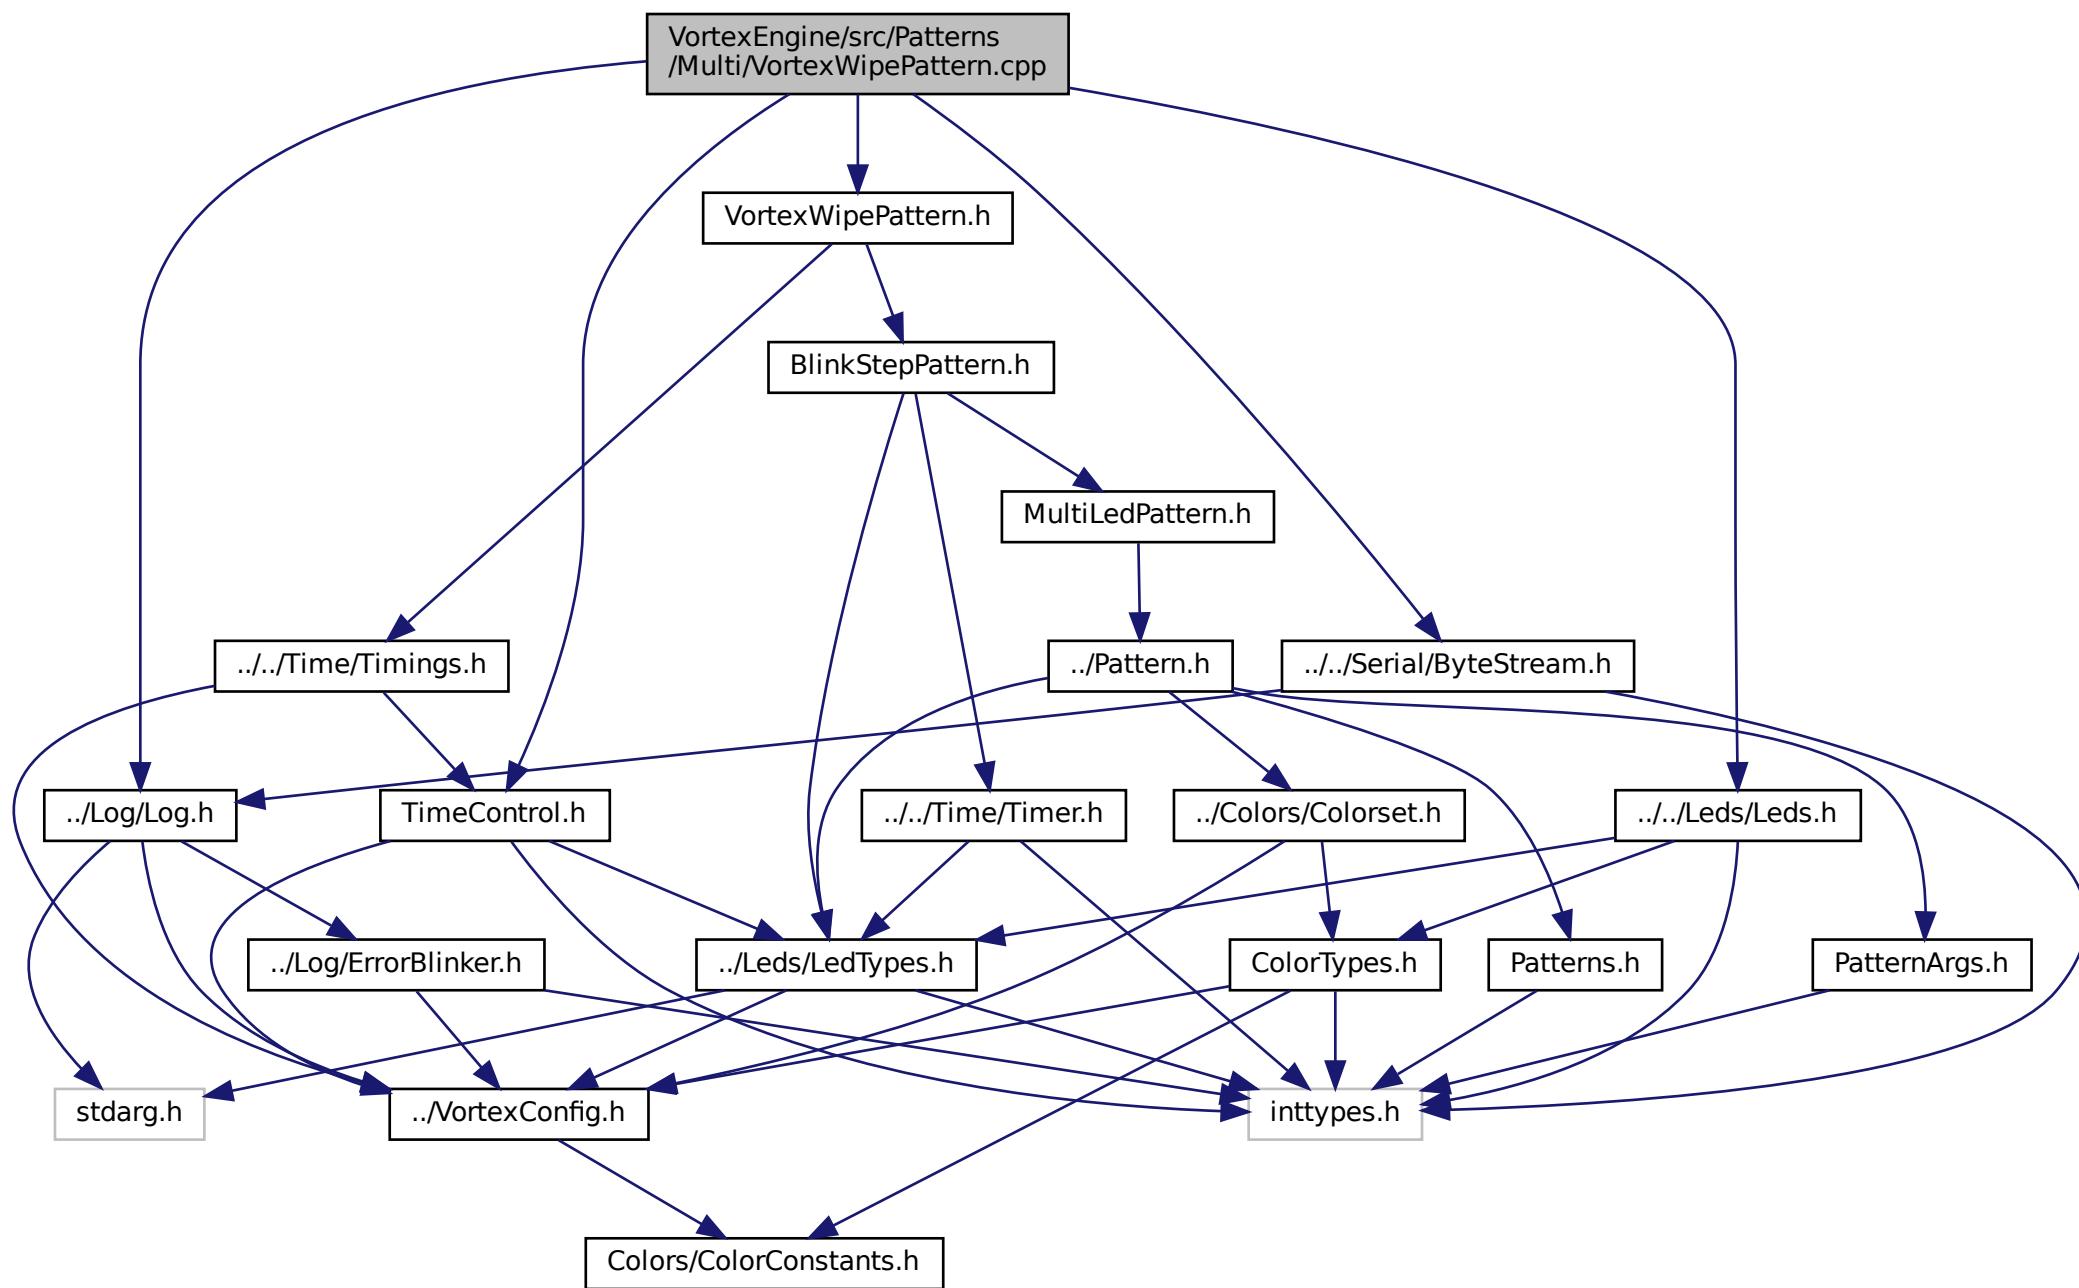 VortexEngine/src/Patterns
/Multi/VortexWipePattern.cpp
VortexWipePattern.h
BlinkStepPattern.h
MultiLedPattern.h
../../Time/Timings.h
../Pattern.h
../../Serial/ByteStream.h
../Log/Log.h
TimeControl.h
../../Time/Timer.h
../Colors/Colorset.h
../../Leds/Leds.h
../Log/ErrorBlinker.h
../Leds/LedTypes.h
ColorTypes.h
Patterns.h
PatternArgs.h
stdarg.h
../VortexConfig.h
inttypes.h
Colors/ColorConstants.h